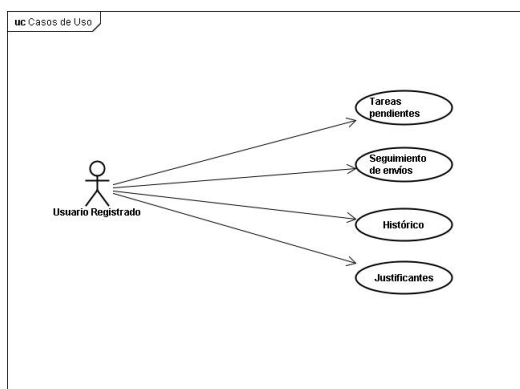 uc Casos de Uso
Tareas
pendientes
Seguimiento
de envíos
Usuario Registrado
Histórico
Justificantes